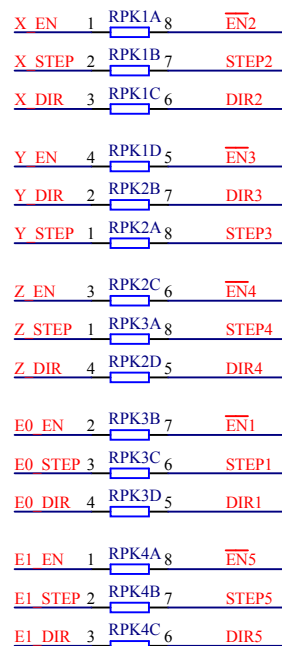 X_EN 1 RPK1A 8 EN2
X_STEP 2 RPK1B 7 STEP2
X_DIR 3 RPK1C 6 DIR2
Y_EN 4 RPK1D 5 EN3
Y_DIR 2 RPK2B 7 DIR3
Y_STEP 1 RPK2A 8 STEP3
Z_EN 3 RPK2C 6 EN4
Z_STEP 1 RPK3A 8 STEP4
Z_DIR 4 RPK2D 5 DIR4
E0_EN 2 RPK3B 7 EN1
E0_STEP 3 RPK3C 6 STEP1
E0_DIR 4 RPK3D 5 DIR1
E1_EN 1 RPK4A 8 EN5
E1_STEP 2 RPK4B 7 STEP5
E1_DIR 3 RPK4C 6 DIR5